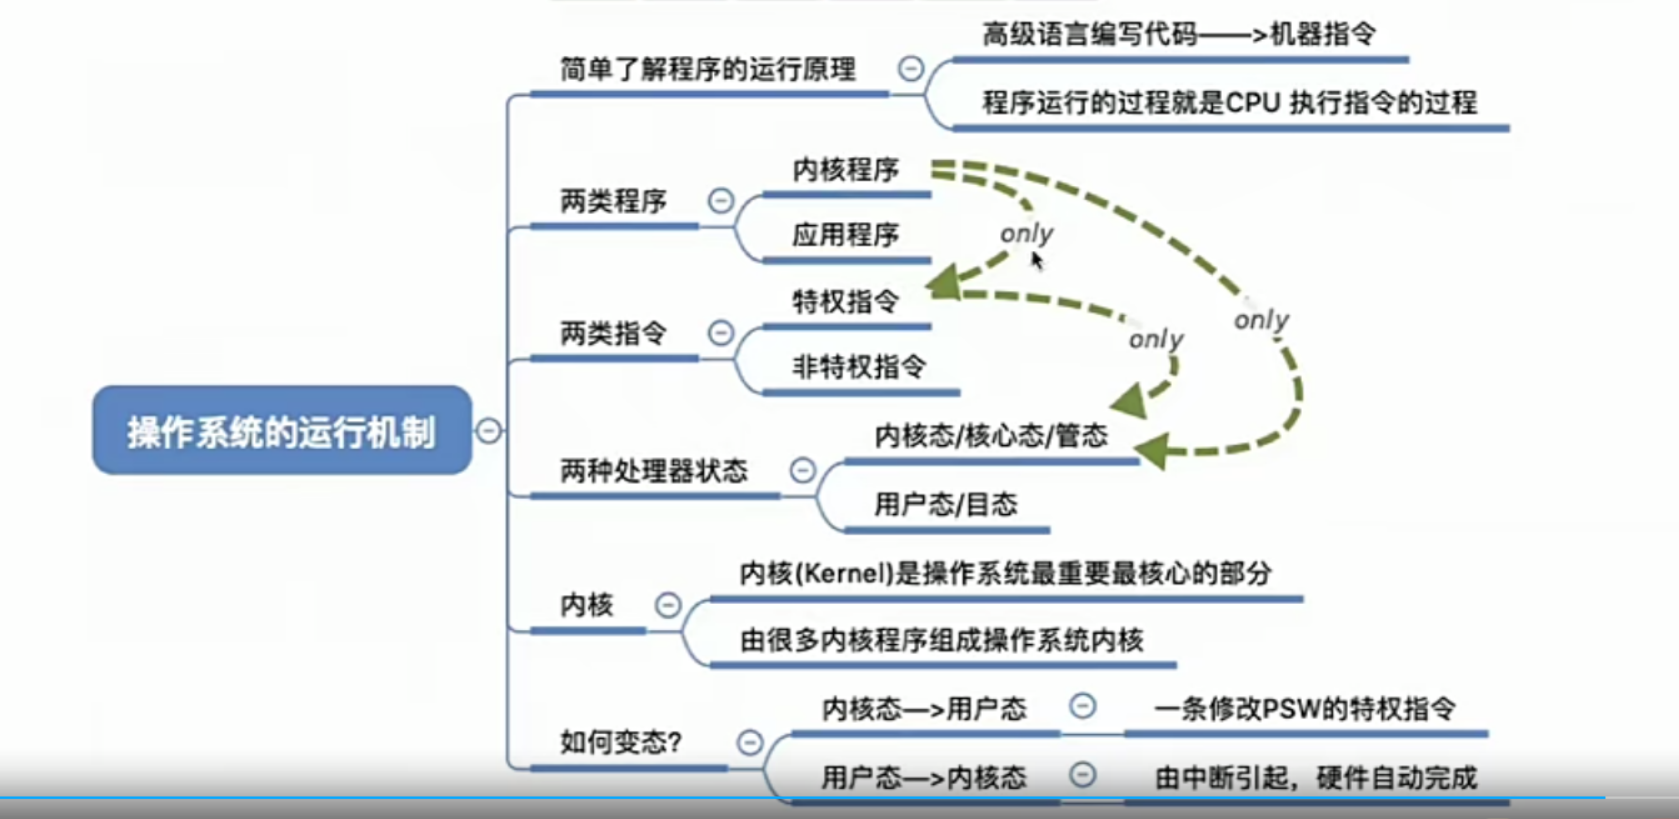 操作系统的运行机制
简单了解程序的运行原理
高级语言编写代码——>机器指令
程序运行的过程就是CPU 执行指令的过程
两类程序
内核程序
应用程序
only
两类指令
特权指令
非特权指令
only
only
两种处理器状态
内核态/核心态/管态
用户态/目态
内核
内核(Kernel)是操作系统最重要最核心的部分
由很多内核程序组成操作系统内核
如何变态?
内核态—>用户态
一条修改PSW的特权指令
用户态—>内核态
由中断引起，硬件自动完成